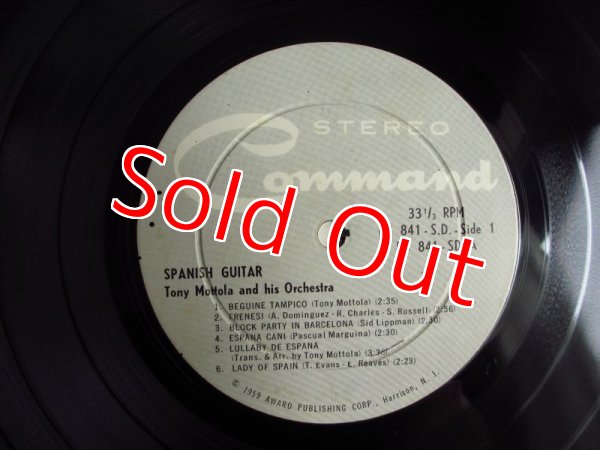 STEREO
Command
Sold Out
33 1/3 RPM
841 - S.D. - Side 1
SPANISH GUITAR
Tony Mottola and his Orchestra
1. BEGUINE TAMPICO (Tony Mottola) (2:35)
2. FRENESI (A. Dominguez - R. Charles - S. Russell) (2:56)
3. BLOCK PARTY IN BARCELONA (Sid Lippman) (2:30)
4. ESPANA CANI (Pascual Marguina) (2:30)
5. LULLABY DE ESPANA
(Trans. & Arr. by Tony Mottola)
6. LADY OF SPAIN (T. Evans - E. Reaves) (2:23)
© 1959 AWARD PUBLISHING CORP., Harrison, N. J.